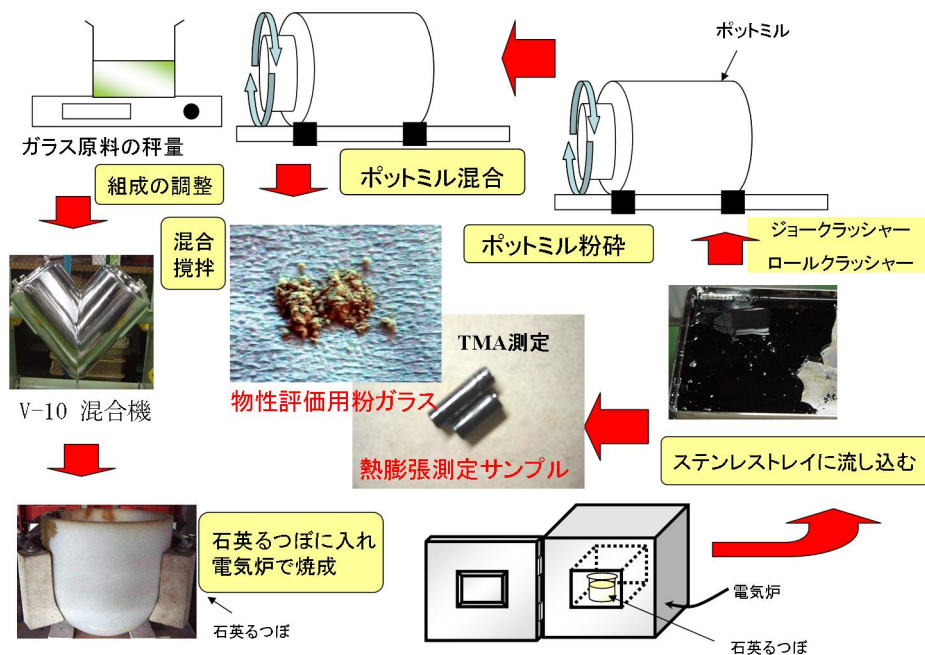 ポットミル
ガラス原料の秤量
組成の調整
ポットミル混合
混合
撹拌
ポットミル粉砕
ジョークラッシャー
ロールクラッシャー
TMA測定
物性評価用粉ガラス
V-10 混合機
熱膨張測定サンプル
ステンレストレイに流し込む
石英るつぼに入れ
電気炉で焼成
石英るつぼ
電気炉
石英るつぼ